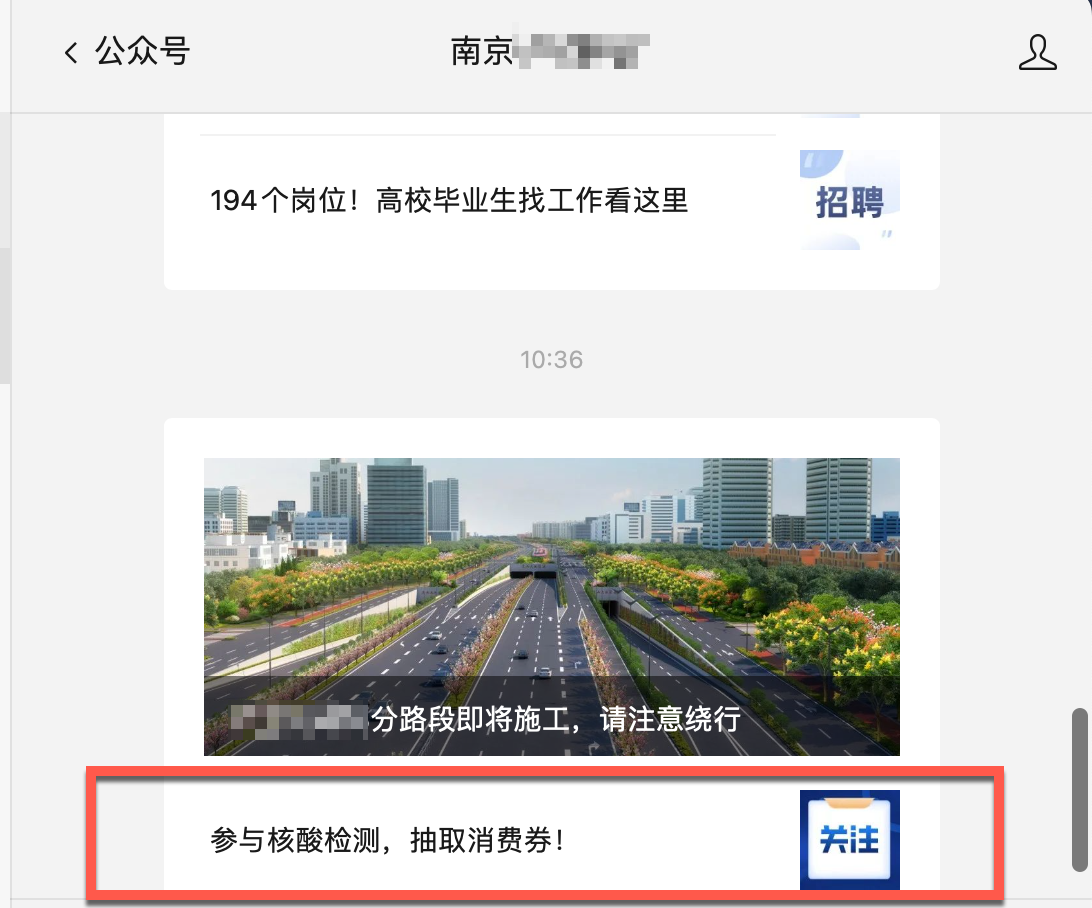 公众号
南京
194个岗位！高校毕业生找工作看这里
招聘
10:36
分路段即将施工，请注意绕行
参与核酸检测，抽取消费券！
关注